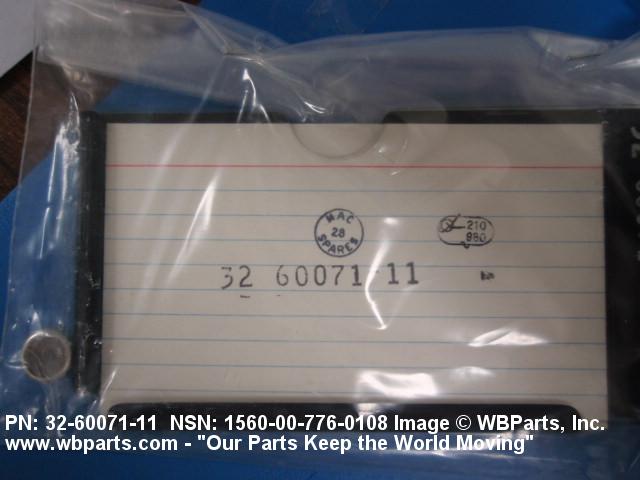 MAC
28
SPARES
210
980
32 60071-11
PN: 32-60071-11 NSN: 1560-00-776-0108 Image © WBParts, Inc.
www.wbparts.com - "Our Parts Keep the World Moving"